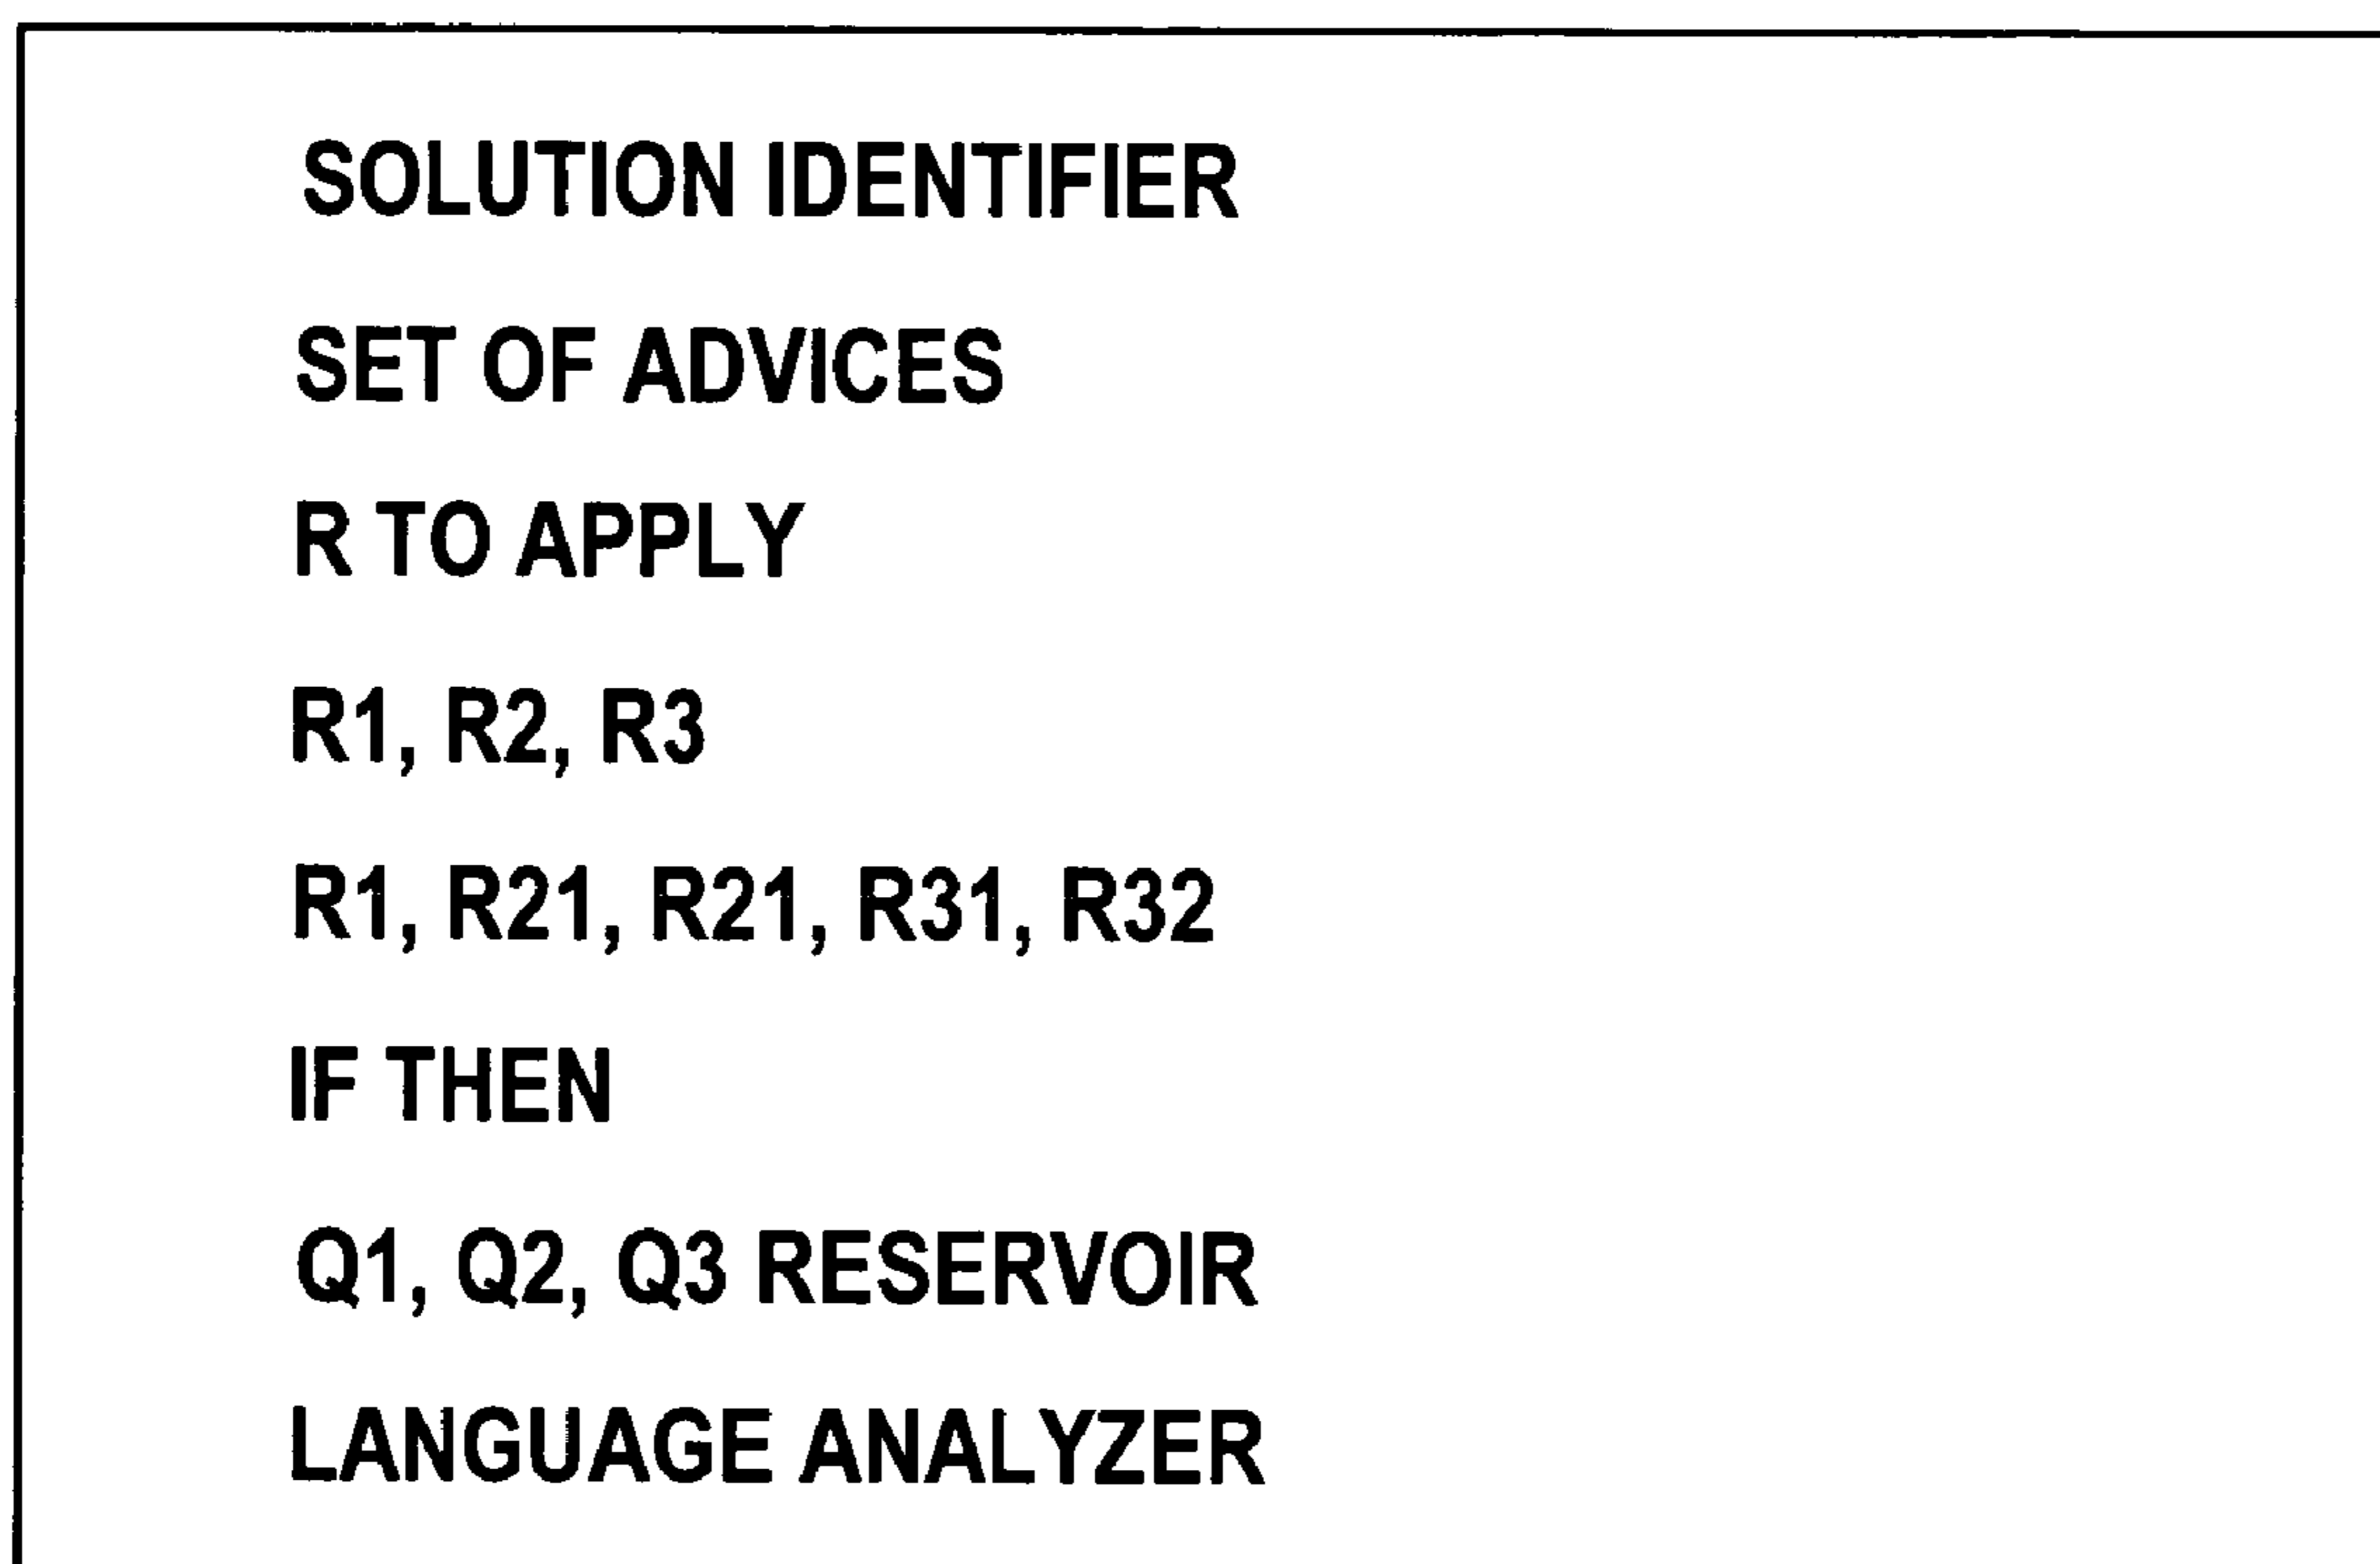 SOLUTION IDENTIFIER
SET OF ADVICES
R TO APPLY
R1, R2, R3
R1, R21, R21, R31, R32
IF THEN
Q1, Q2, Q3 RESERVOIR
LANGUAGE ANALYZER